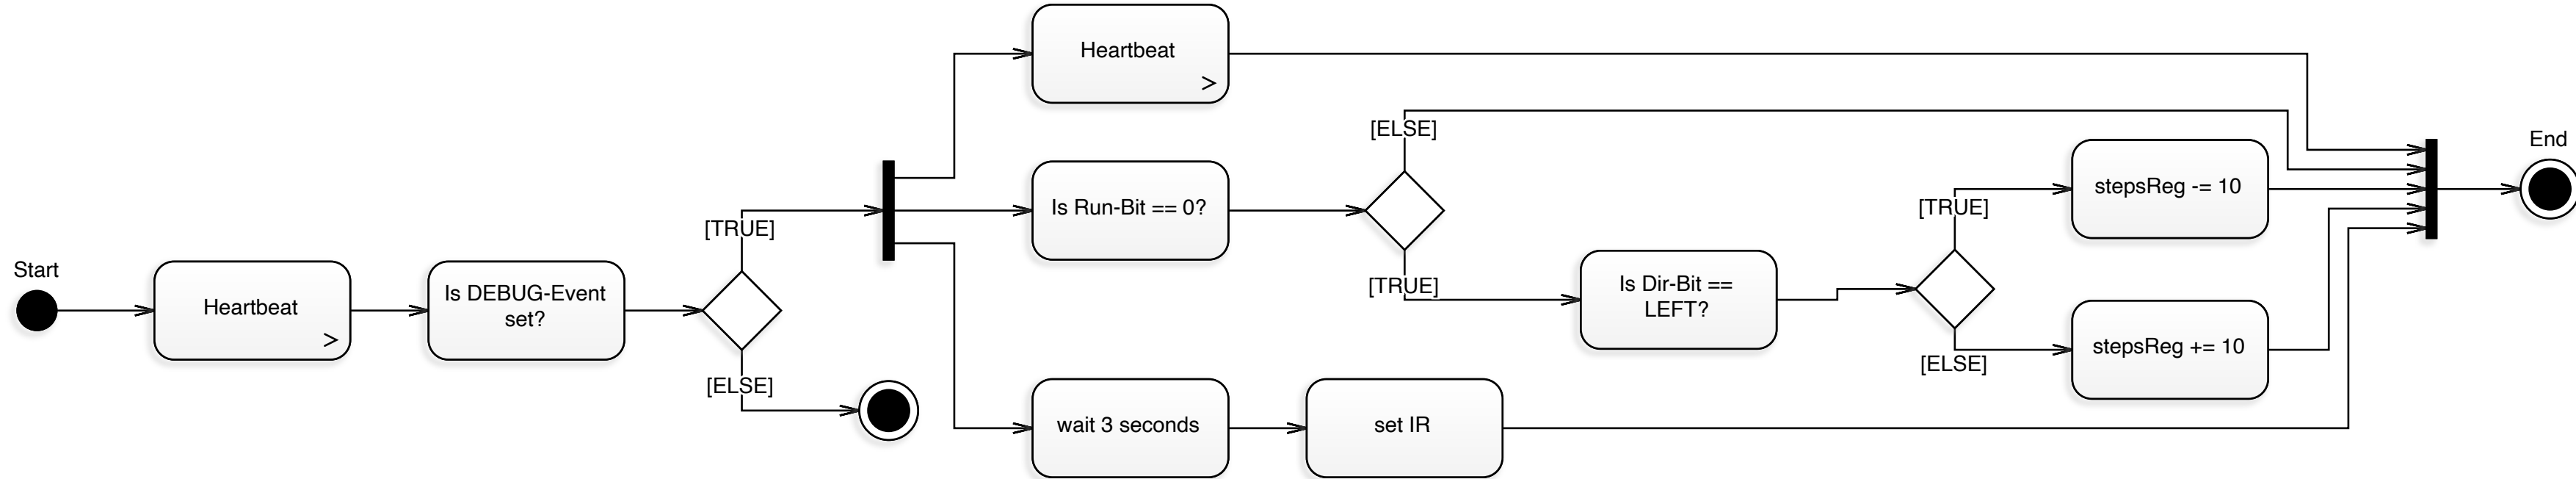 Start
Heartbeat
>
Is DEBUG-Event
set?
[TRUE]
[ELSE]
Heartbeat
>
Is Run-Bit == 0?
[ELSE]
[TRUE]
Is Dir-Bit ==
LEFT?
[TRUE]
[ELSE]
stepsReg -= 10
stepsReg += 10
wait 3 seconds
set IR
End